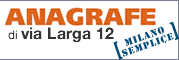 ANAGRAFE
di via Larga 12
[MILANO
SEMPLICE]